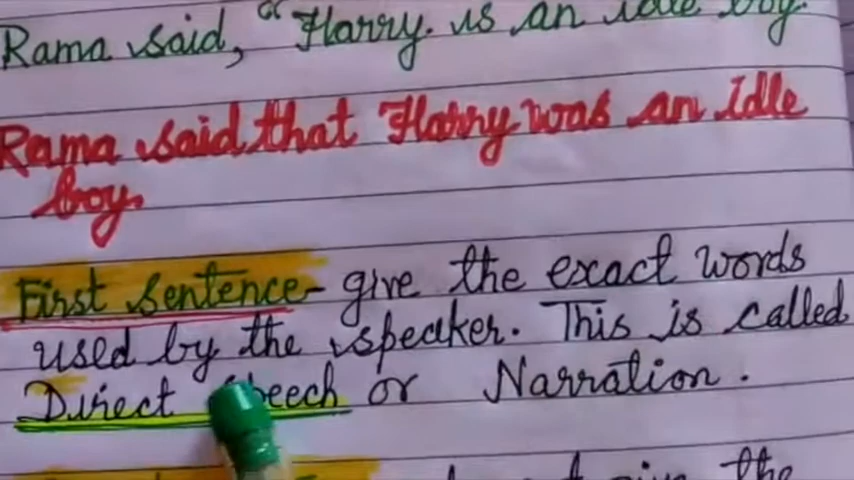 Rama said, "Harry. is an idle boy.
Rama said that Harry was an idle
boy.
First sentence- give the exact words
used by the speaker. This is called
Direct Speech or Narration.
the